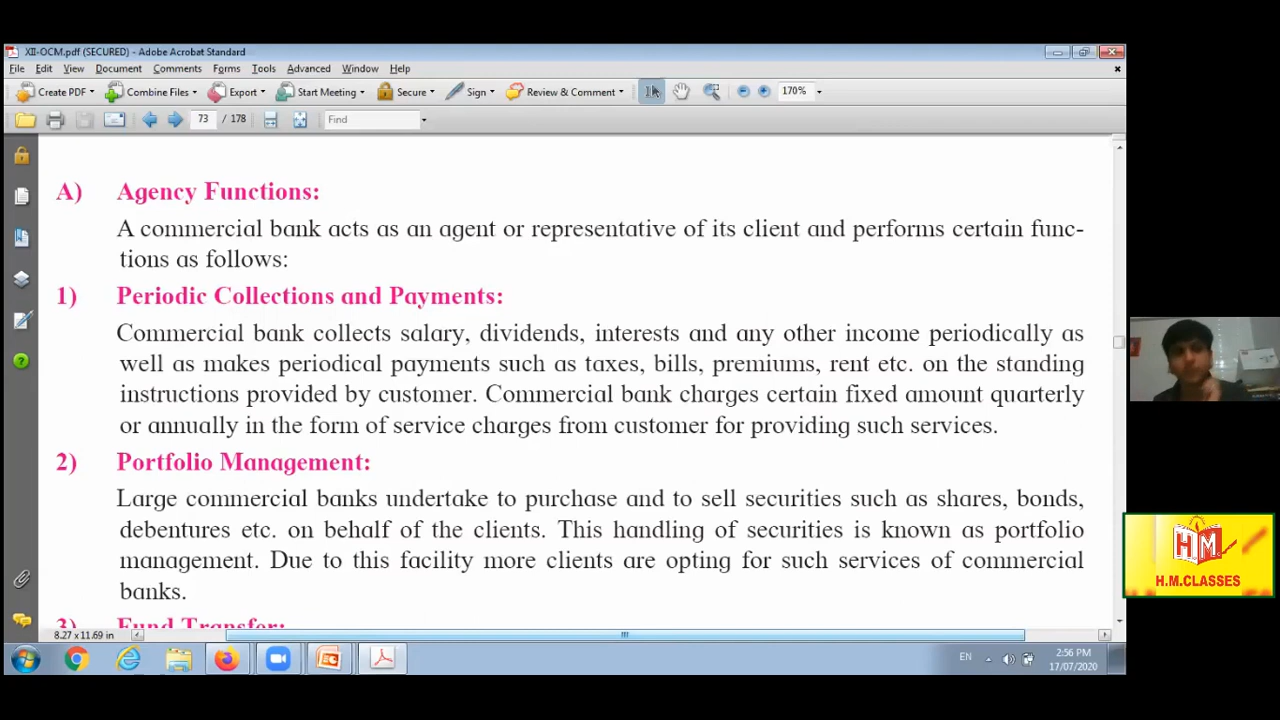 XII-OCM.pdf (SECURED) - Adobe Acrobat Standard
File Edit View Document Comments Forms Tools Advanced Window Help
Create PDF Combine Files Export Start Meeting Secure Sign Review & Comment 170%
73 / 178 Find
A) Agency Functions:
A commercial bank acts as an agent or representative of its client and performs certain func-
tions as follows:
1) Periodic Collections and Payments:
Commercial bank collects salary, dividends, interests and any other income periodically as
well as makes periodical payments such as taxes, bills, premiums, rent etc. on the standing
instructions provided by customer. Commercial bank charges certain fixed amount quarterly
or annually in the form of service charges from customer for providing such services.
2) Portfolio Management:
Large commercial banks undertake to purchase and to sell securities such as shares, bonds,
debentures etc. on behalf of the clients. This handling of securities is known as portfolio
management. Due to this facility more clients are opting for such services of commercial
banks.
3) Fund Transfer:
8.27 x 11.69 in
EN 2:56 PM
17/07/2020
HM
H.M.CLASSES